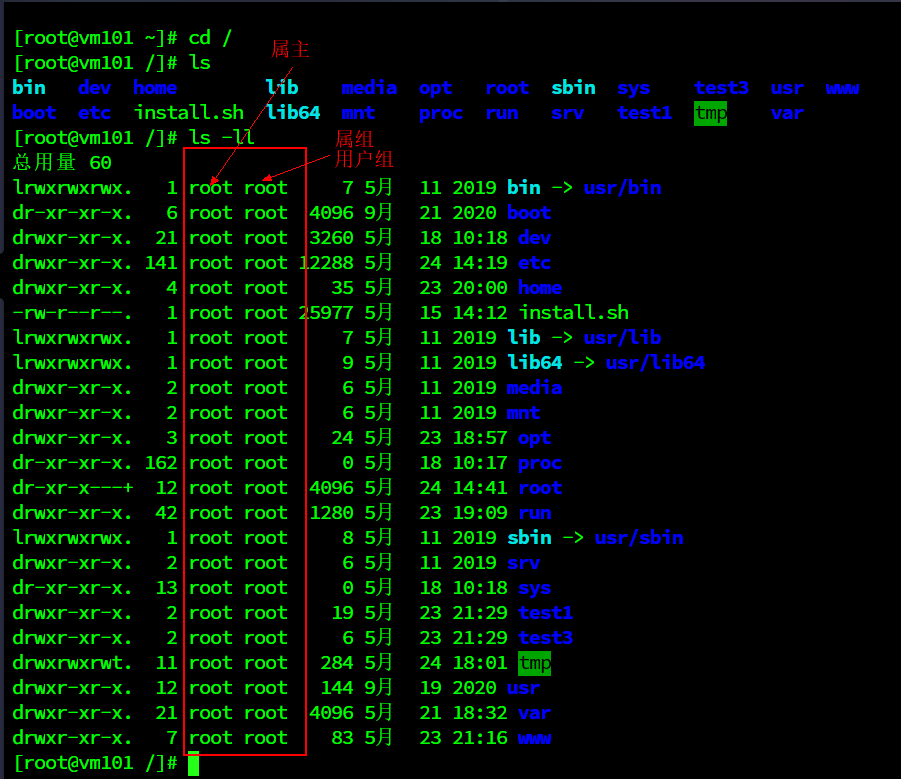 [root@vm101 ~]# cd /
属主
[root@vm101 /]# ls
bin dev home lib media opt root sbin sys test3 usr www
boot etc install.sh lib64 mnt proc run srv test1 tmp var
[root@vm101 /]# ls -ll
属组
用户组
总用量 60
lrwxrwxrwx. 1 root root 7 5月 11 2019 bin -> usr/bin
dr-xr-xr-x. 6 root root 4096 9月 21 2020 boot
drwxr-xr-x. 21 root root 3260 5月 18 10:18 dev
drwxr-xr-x. 141 root root 12288 5月 24 14:19 etc
drwxr-xr-x. 4 root root 35 5月 23 20:00 home
-rw-r--r--. 1 root root 25977 5月 15 14:12 install.sh
lrwxrwxrwx. 1 root root 7 5月 11 2019 lib -> usr/lib
lrwxrwxrwx. 1 root root 9 5月 11 2019 lib64 -> usr/lib64
drwxr-xr-x. 2 root root 6 5月 11 2019 media
drwxr-xr-x. 2 root root 6 5月 11 2019 mnt
drwxr-xr-x. 3 root root 24 5月 23 18:57 opt
dr-xr-xr-x. 162 root root 0 5月 18 10:17 proc
dr-xr-x---+ 12 root root 4096 5月 24 14:41 root
drwxr-xr-x. 42 root root 1280 5月 23 19:09 run
lrwxrwxrwx. 1 root root 8 5月 11 2019 sbin -> usr/sbin
drwxr-xr-x. 2 root root 6 5月 11 2019 srv
dr-xr-xr-x. 13 root root 0 5月 18 10:18 sys
drwxr-xr-x. 2 root root 19 5月 23 21:29 test1
drwxr-xr-x. 2 root root 6 5月 23 21:29 test3
drwxrwxrwt. 11 root root 284 5月 24 18:01 tmp
drwxr-xr-x. 12 root root 144 9月 19 2020 usr
drwxr-xr-x. 21 root root 4096 5月 21 18:32 var
drwxr-xr-x. 7 root root 83 5月 23 21:16 www
[root@vm101 /]#